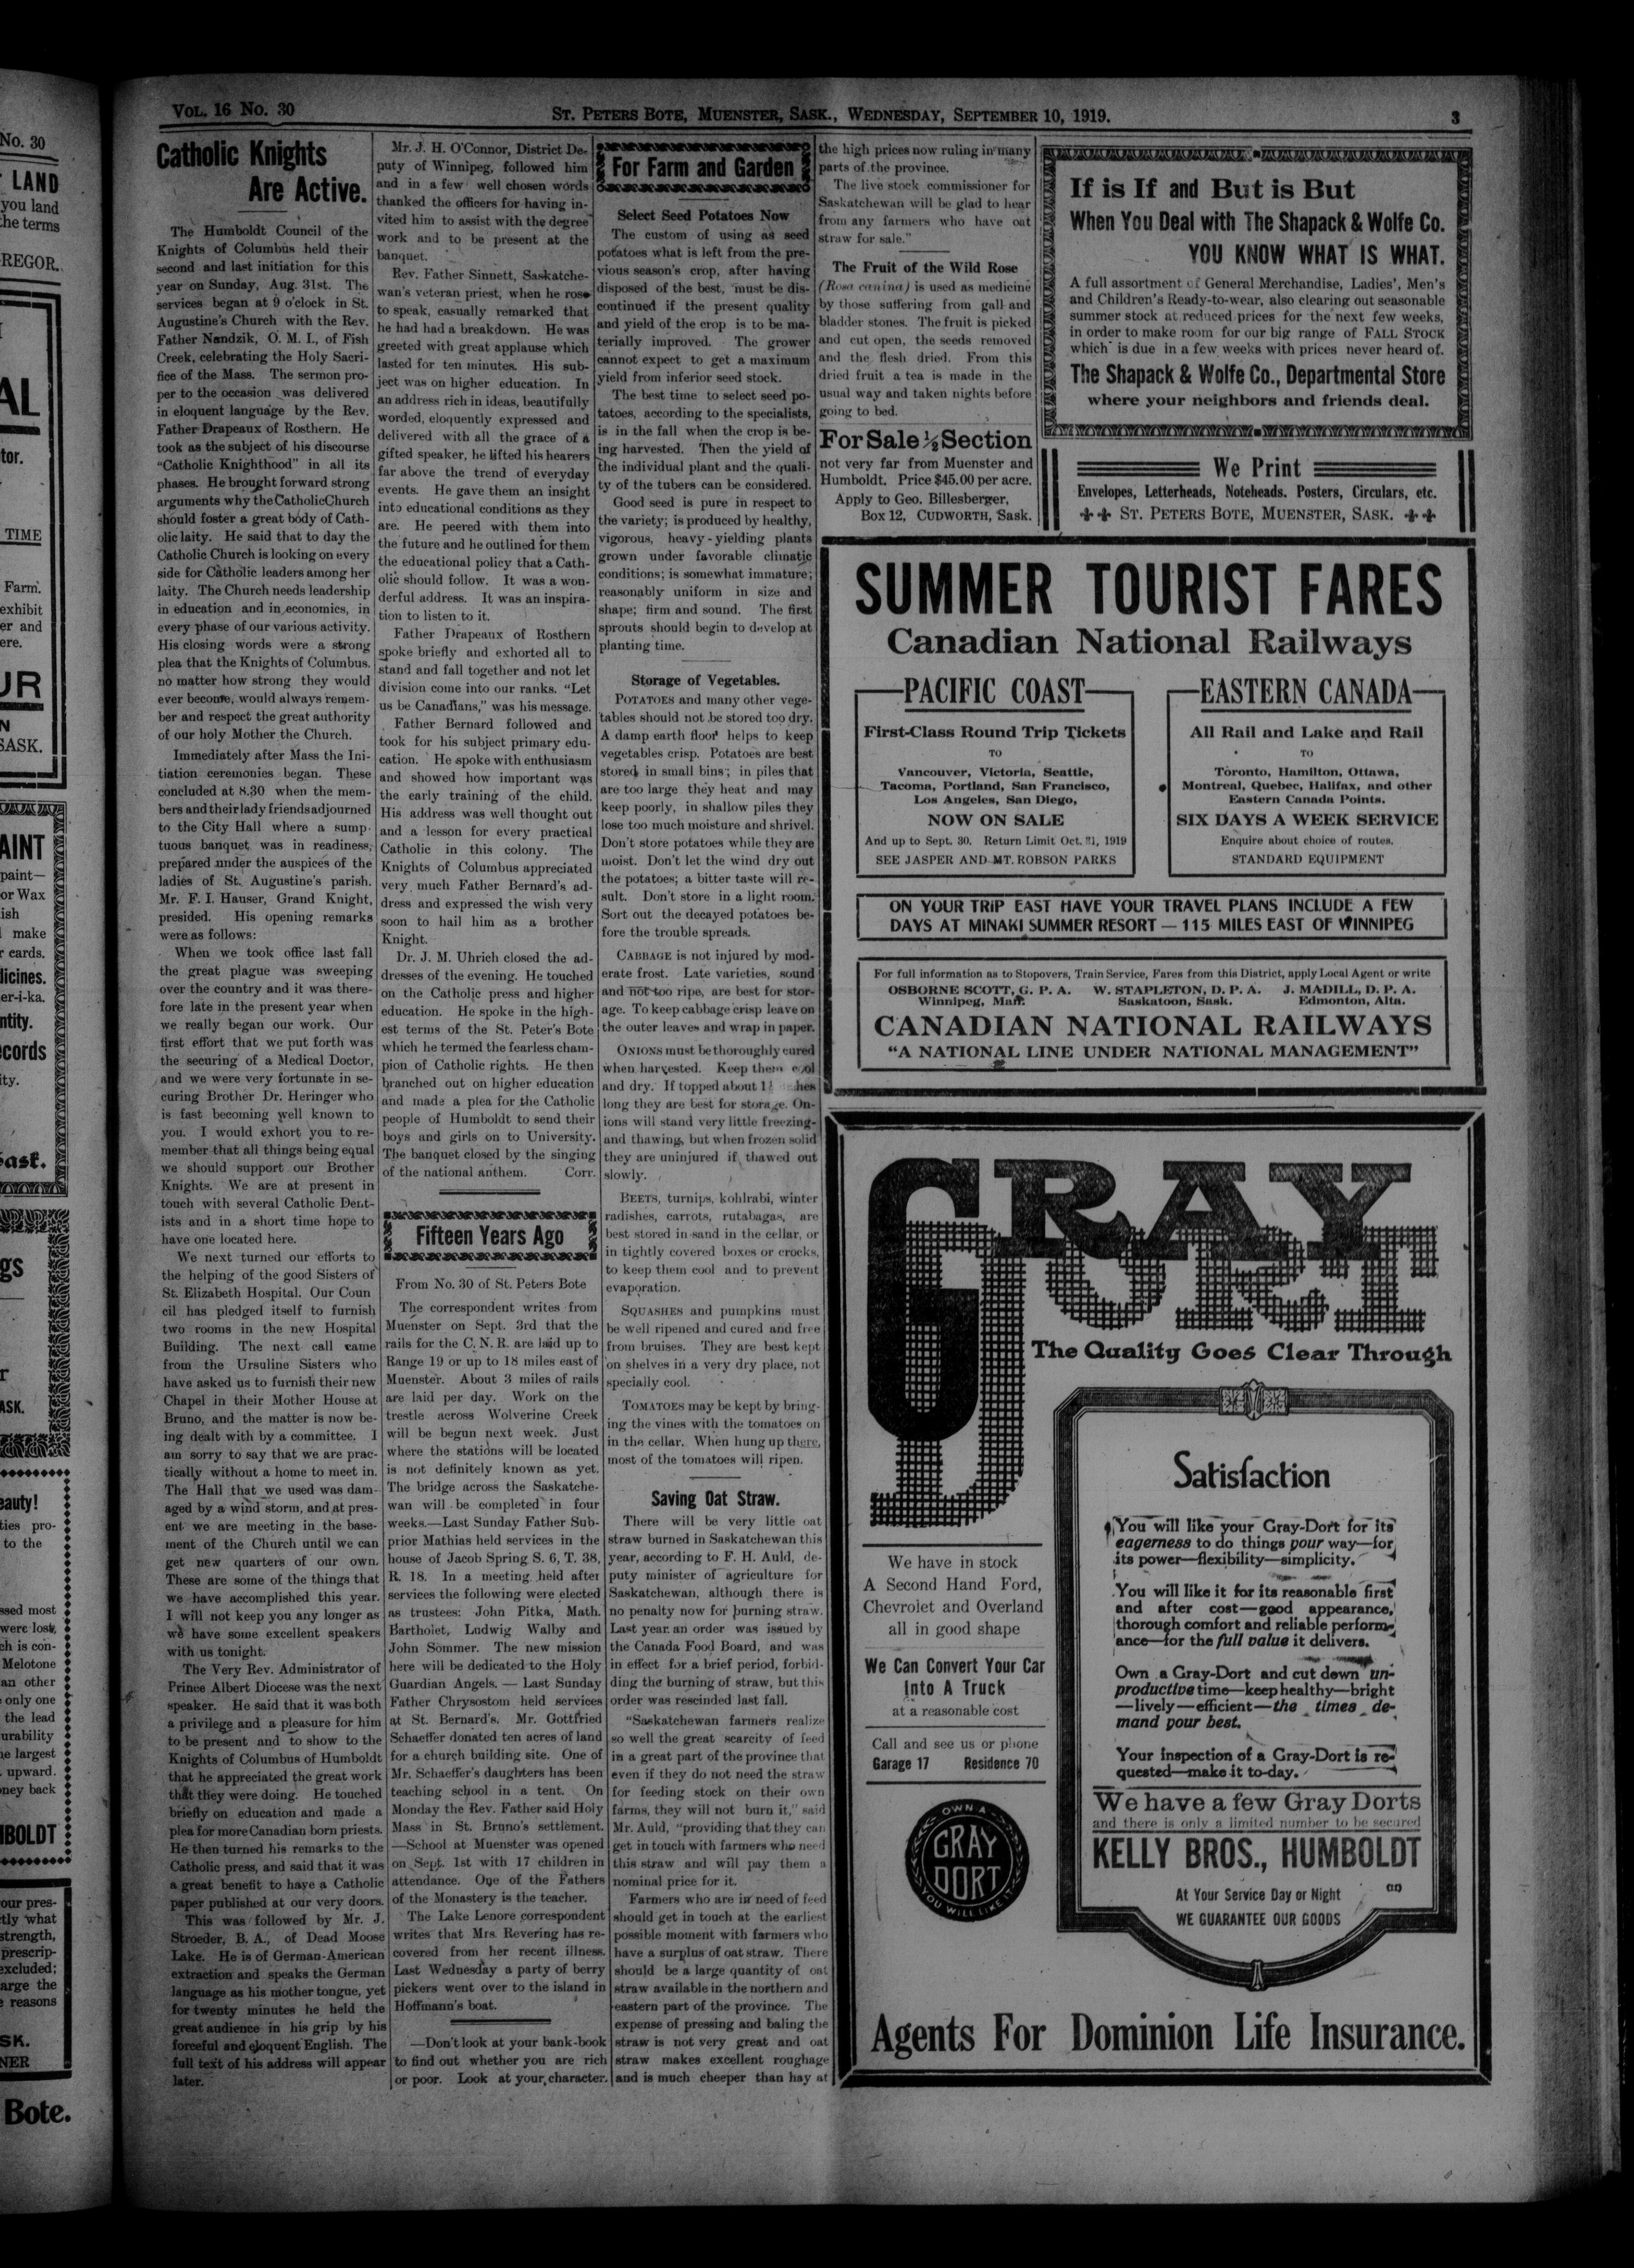 VOL. 16 No. 30
ST. PETERS BOTE, MUENSTER, SASK., WEDNESDAY, SEPTEMBER 10, 1919.
3
Catholic Knights
Are Active.
The Humboldt Council of the
Knights of Columbus held their
second and last initiation for this
year on Sunday, Aug. 31st. The
services began at 9 o'clock in St.
Augustine's Church with the Rev.
Father Nandzik, O. M. I., of Fish
Creek, celebrating the Holy Sacri-
fice of the Mass. The sermon pro-
per to the occasion was delivered
in eloquent language by the Rev.
Father Drapeaux of Rosthern. He
took as the subject of his discourse
"Catholic Knighthood" in all its
phases. He brought forward strong
arguments why the Catholic Church
should foster a great body of Cath-
olic laity. He said that to day the
Catholic Church is looking on every
side for Catholic leaders among her
laity. The Church needs leadership
in education and in economics, in
every phase of our various activity.
His closing words were a strong
plea that the Knights of Columbus,
no matter how strong they would
ever become, would always remem-
ber and respect the great authority
of our holy Mother the Church.
Immediately after Mass the Ini-
tiation ceremonies began. These
concluded at 8.30 when the mem-
bers and their lady friends adjourned
to the City Hall where a sump-
tuous banquet was in readiness,
prepared under the auspices of the
ladies of St. Augustine's parish.
Mr. F. I. Hauser, Grand Knight,
presided. His opening remarks
were as follows:
When we took office last fall
the great plague was sweeping
over the country and it was there-
fore late in the present year when
we really began our work. Our
first effort that we put forth was
the securing of a Medical Doctor,
and we were very fortunate in se-
curing Brother Dr. Heringer who
is fast becoming well known to
you. I would exhort you to re-
member that all things being equal
we should support our Brother
Knights. We are at present in
touch with several Catholic Dent-
ists and in a short time hope to
have one located here.
We next turned our efforts to
the helping of the good Sisters of
St. Elizabeth Hospital. Our Coun
cil has pledged itself to furnish
two rooms in the new Hospital
Building. The next call came
from the Ursuline Sisters who
have asked us to furnish their new
Chapel in their Mother House at
Bruno, and the matter is now be-
ing dealt with by a committee. I
am sorry to say that we are prac-
tically without a home to meet in.
The Hall that we used was dam-
aged by a wind storm, and at pres-
ent we are meeting in the base-
ment of the Church until we can
get new quarters of our own.
These are some of the things that
we have accomplished this year.
I will not keep you any longer as
we have some excellent speakers
with us tonight.
The Very Rev. Administrator of
Prince Albert Diocese was the next
speaker. He said that it was both
a privilege and a pleasure for him
to be present and to show to the
Knights of Columbus of Humboldt
that he appreciated the great work
that they were doing. He touched
briefly on education and made a
plea for more Canadian born priests.
He then turned his remarks to the
Catholic press, and said that it was
a great benefit to have a Catholic
paper published at our very doors.
This was followed by Mr. J.
Stroeder, B. A., of Dead Moose
Lake. He is of German-American
extraction and speaks the German
language as his mother tongue, yet
for twenty minutes he held the
great audience in his grip by his
forceful and eloquent English. The
full text of his address will appear
later.
Mr. J. H. O'Connor, District De-
puty of Winnipeg, followed him
and in a few well chosen words
thanked the officers for having in-
vited him to assist with the degree
work and to be present at the
banquet.
Rev. Father Sinnett, Saskatche-
wan's veteran priest, when he rose
to speak, casually remarked that
he had had a breakdown. He was
greeted with great applause which
lasted for ten minutes. His sub-
ject was on higher education. In
an address rich in ideas, beautifully
worded, eloquently expressed and
delivered with all the grace of a
gifted speaker, he lifted his hearers
far above the trend of everyday
events. He gave them an insight
into educational conditions as they
are. He peered with them into
the future and he outlined for them
the educational policy that a Cath-
olic should follow. It was a won-
derful address. It was an inspira-
tion to listen to it.
Father Drapeaux of Rosthern
spoke briefly and exhorted all to
stand and fall together and not let
division come into our ranks. "Let
us be Canadians," was his message.
Father Bernard followed and
took for his subject primary edu-
cation. He spoke with enthusiasm
and showed how important was
the early training of the child.
His address was well thought out
and a lesson for every practical
Catholic in this colony. The
Knights of Columbus appreciated
very much Father Bernard's ad-
dress and expressed the wish very
soon to hail him as a brother
Knight.
Dr. J. M. Uhrich closed the ad-
dresses of the evening. He touched
on the Catholic press and higher
education. He spoke in the high-
est terms of the St. Peter's Bote
which he termed the fearless cham-
pion of Catholic rights. He then
branched out on higher education
and made a plea for the Catholic
people of Humboldt to send their
boys and girls on to University.
The banquet closed by the singing
of the national anthem. Corr.
Fifteen Years Ago
From No. 30 of St. Peters Bote
The correspondent writes from
Muenster on Sept. 3rd that the
rails for the C. N. R. are laid up to
Range 19 or up to 18 miles east of
Muenster. About 3 miles of rails
are laid per day. Work on the
trestle across Wolverine Creek
will be begun next week. Just
where the stations will be located
is not definitely known as yet.
The bridge across the Saskatche-
wan will be completed in four
weeks.—Last Sunday Father Sub-
prior Mathias held services in the
house of Jacob Spring S. 6, T. 38,
R. 18. In a meeting held after
services the following were elected
as trustees: John Pitka, Math.
Bartholet, Ludwig Walby and
John Sommer. The new mission
here will be dedicated to the Holy
Guardian Angels. — Last Sunday
Father Chrysostom held services
at St. Bernard's. Mr. Gottfried
Schaeffer donated ten acres of land
for a church building site. One of
Mr. Schaeffer's daughters has been
teaching school in a tent. On
Monday the Rev. Father said Holy
Mass in St. Bruno's settlement.
—School at Muenster was opened
on Sept. 1st with 17 children in
attendance. One of the Fathers
of the Monastery is the teacher.
The Lake Lenore correspondent
writes that Mrs. Revering has re-
covered from her recent illness.
Last Wednesday a party of berry
pickers went over to the island in
Hoffmann's boat.
—Don't look at your bank-book
to find out whether you are rich
or poor. Look at your character.
For Farm and Garden
Select Seed Potatoes Now
The custom of using as seed
potatoes what is left from the pre-
vious season's crop, after having
disposed of the best, must be dis-
continued if the present quality
and yield of the crop is to be ma-
terially improved. The grower
cannot expect to get a maximum
yield from inferior seed stock.
The best time to select seed po-
tatoes, according to the specialists,
is in the fall when the crop is be-
ing harvested. Then the yield of
the individual plant and the quali-
ty of the tubers can be considered.
Good seed is pure in respect to
the variety; is produced by healthy,
vigorous, heavy-yielding plants
grown under favorable climatic
conditions; is somewhat immature;
reasonably uniform in size and
shape; firm and sound. The first
sprouts should begin to develop at
planting time.
Storage of Vegetables.
POTATOES and many other vege-
tables should not be stored too dry.
A damp earth floor helps to keep
vegetables crisp. Potatoes are best
stored in small bins; in piles that
are too large they heat and may
keep poorly, in shallow piles they
lose too much moisture and shrivel.
Don't store potatoes while they are
moist. Don't let the wind dry out
the potatoes; a bitter taste will re-
sult. Don't store in a light room.
Sort out the decayed potatoes be-
fore the trouble spreads.
CABBAGE is not injured by mod-
erate frost. Late varieties, sound
and not too ripe, are best for stor-
age. To keep cabbage crisp leave on
the outer leaves and wrap in paper.
ONIONS must be thoroughly cured
when harvested. Keep them cool
and dry. If topped about
long they are best for storage. On-
ions will stand very little freezing
and thawing, but when frozen solid
they are uninjured if thawed out
slowly.
BEETS, turnips, kohlrabi, winter
radishes, carrots, rutabagas, are
best stored in sand in the cellar, or
in tightly covered boxes or crocks,
to keep them cool and to prevent
evaporation.
SQUASHES and pumpkins must
be well ripened and cured and free
from bruises. They are best kept
on shelves in a very dry place, not
specially cool.
TOMATOES may be kept by bring-
ing the vines with the tomatoes on
in the cellar. When hung up there,
most of the tomatoes will ripen.
Saving Oat Straw.
There will be very little oat
straw burned in Saskatchewan this
year, according to F. H. Auld, de-
puty minister of agriculture for
Saskatchewan, although there is
no penalty now for burning straw.
Last year an order was issued by
the Canada Food Board, and was
in effect for a brief period, forbid-
ding the burning of straw, but this
order was rescinded last fall.
"Saskatchewan farmers realize
so well the great scarcity of feed
in a great part of the province that
even if they do not need the straw
for feeding stock on their own
farms, they will not burn it," said
Mr. Auld, "providing that they can
get in touch with farmers who need
this straw and will pay them a
nominal price for it.
Farmers who are in need of feed
should get in touch at the earliest
possible moment with farmers who
have a surplus of oat straw. There
should be a large quantity of oat
straw available in the northern and
eastern part of the province. The
expense of pressing and baling the
straw is not very great and oat
straw makes excellent roughage
and is much cheeper than hay at
the high prices now ruling in many
parts of the province.
The live stock commissioner for
Saskatchewan will be glad to hear
from any farmers who have oat
straw for sale."
The Fruit of the Wild Rose
(Rosa canina) is used as medicine
by those suffering from gall and
bladder stones. The fruit is picked
and cut open, the seeds removed
and the flesh dried. From this
dried fruit a tea is made in the
usual way and taken nights before
going to bed.
For Sale ½ Section
not very far from Muenster and
Humboldt. Price $45.00 per acre.
Apply to Geo. Billesberger,
Box 12, CUDWORTH, Sask.
If is If and But is But
When You Deal with The Shapack & Wolfe Co.
YOU KNOW WHAT IS WHAT.
A full assortment of General Merchandise, Ladies', Men's
and Children's Ready-to-wear, also clearing out seasonable
summer stock at reduced prices for the next few weeks,
in order to make room for our big range of FALL STOCK
which is due in a few weeks with prices never heard of.
The Shapack & Wolfe Co., Departmental Store
where your neighbors and friends deal.
We Print
Envelopes, Letterheads, Noteheads. Posters, Circulars, etc.
ST. PETERS BOTE, MUENSTER, SASK.
SUMMER TOURIST FARES
Canadian National Railways
PACIFIC COAST
First-Class Round Trip Tickets
TO
Vancouver, Victoria, Seattle,
Tacoma, Portland, San Francisco,
Los Angeles, San Diego,
NOW ON SALE
And up to Sept. 30. Return Limit Oct. 31, 1919
SEE JASPER AND MT. ROBSON PARKS
EASTERN CANADA
All Rail and Lake and Rail
TO
Toronto, Hamilton, Ottawa,
Montreal, Quebec, Halifax, and other
Eastern Canada Points.
SIX DAYS A WEEK SERVICE
Enquire about choice of routes.
STANDARD EQUIPMENT
ON YOUR TRIP EAST HAVE YOUR TRAVEL PLANS INCLUDE A FEW
DAYS AT MINAKI SUMMER RESORT — 115 MILES EAST OF WINNIPEG
For full information as to Stopovers, Train Service, Fares from this District, apply Local Agent or write
OSBORNE SCOTT, G. P. A. W. STAPLETON, D. P. A. J. MADILL, D. P. A.
Winnipeg, Man. Saskatoon, Sask. Edmonton, Alta.
CANADIAN NATIONAL RAILWAYS
"A NATIONAL LINE UNDER NATIONAL MANAGEMENT"
GRAY
DORT
The Quality Goes Clear Through
We have in stock
A Second Hand Ford,
Chevrolet and Overland
all in good shape
We Can Convert Your Car
Into A Truck
at a reasonable cost
Call and see us or phone
Garage 17 Residence 70
OWN A
GRAY
DORT
YOU WILL LIKE IT
Satisfaction
You will like your Gray-Dort for its
eagerness to do things your way—for
its power—flexibility—simplicity.
You will like it for its reasonable first
and after cost—good appearance,
thorough comfort and reliable perform-
ance—for the full value it delivers.
Own a Gray-Dort and cut down un-
productive time—keep healthy—bright
—lively—efficient—the times de-
mand your best.
Your inspection of a Gray-Dort is re-
quested—make it to-day.
We have a few Gray Dorts
and there is only a limited number to be secured
KELLY BROS., HUMBOLDT
At Your Service Day or Night
WE GUARANTEE OUR GOODS
Agents For Dominion Life Insurance.
No. 30
LAND
you land
the terms
REGOR.
AL
tor.
TIME
Farm.
exhibit
er and
ere.
UR
N
SASK.
AINT
paint—
or Wax
ish
make
r cards.
licines.
er-i-ka.
ntity.
cords
ity.
Sask.
gs
r
ASK.
eauty!
ties pro-
to the
ssed most
were lost,
ch is con-
Melotone
an other
only one
the lead
urability
e largest
upward.
ney back
IBOLDT
our pres-
tly what
strength,
prescrip-
excluded;
arge the
reasons
SK.
NER
Bote.